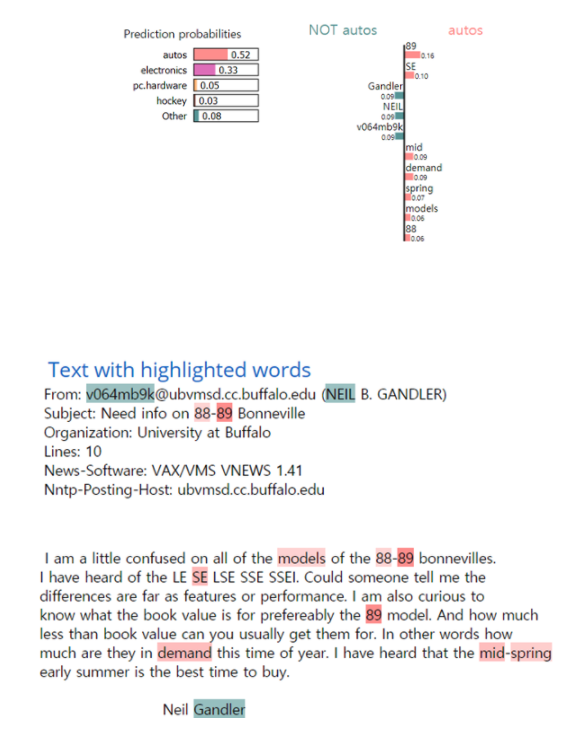 Prediction probabilities
autos 0.52
electronics 0.33
pc.hardware 0.05
hockey 0.03
Other 0.08
NOT autos autos
89
0.16
SE
0.10
Gandler
0.09
NEIL
0.09
v064mb9k
0.09
mid
0.09
demand
0.09
spring
0.07
models
0.06
88
0.06
Text with highlighted words
From: v064mb9k@ubvmsd.cc.buffalo.edu (NEIL B. GANDLER)
Subject: Need info on 88-89 Bonneville
Organization: University at Buffalo
Lines: 10
News-Software: VAX/VMS VNEWS 1.41
Nntp-Posting-Host: ubvmsd.cc.buffalo.edu
I am a little confused on all of the models of the 88-89 bonnevilles.
I have heard of the LE SE LSE SSE SSEI. Could someone tell me the
differences are far as features or performance. I am also curious to
know what the book value is for prefereably the 89 model. And how much
less than book value can you usually get them for. In other words how
much are they in demand this time of year. I have heard that the mid-spring
early summer is the best time to buy.
Neil Gandler